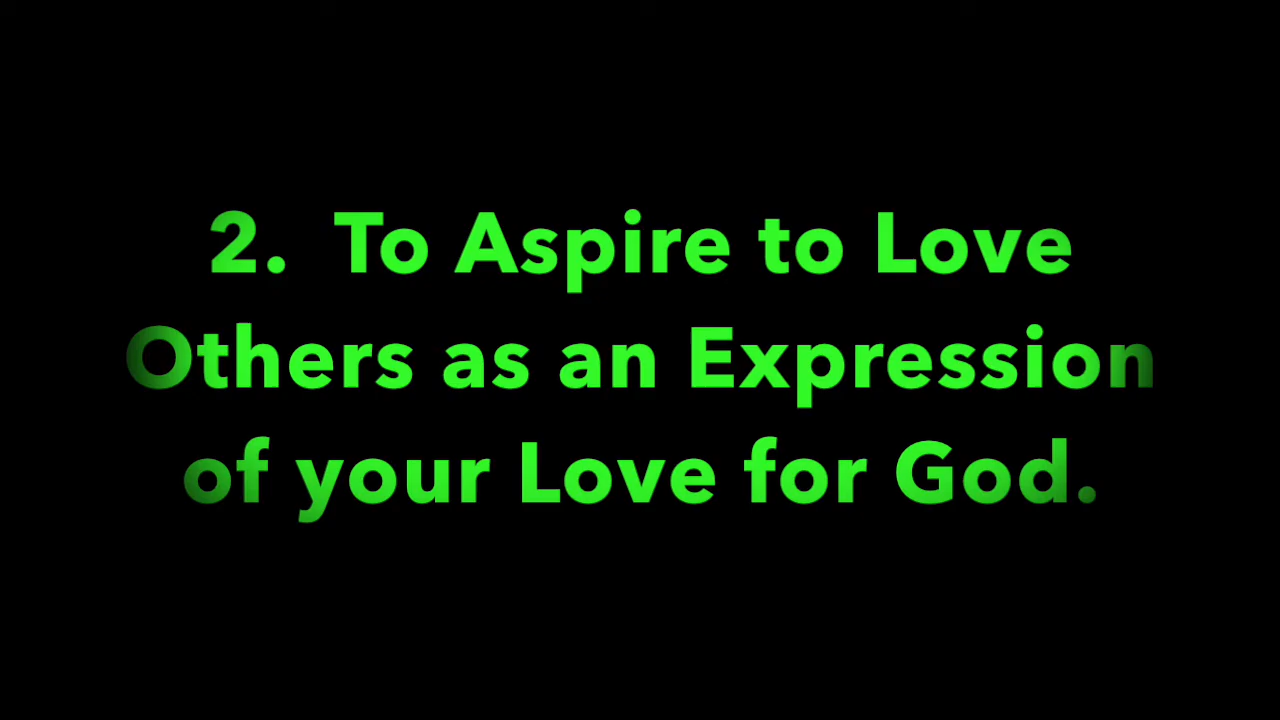 2.  To Aspire to Love
Others as an Expression
of your Love for God.